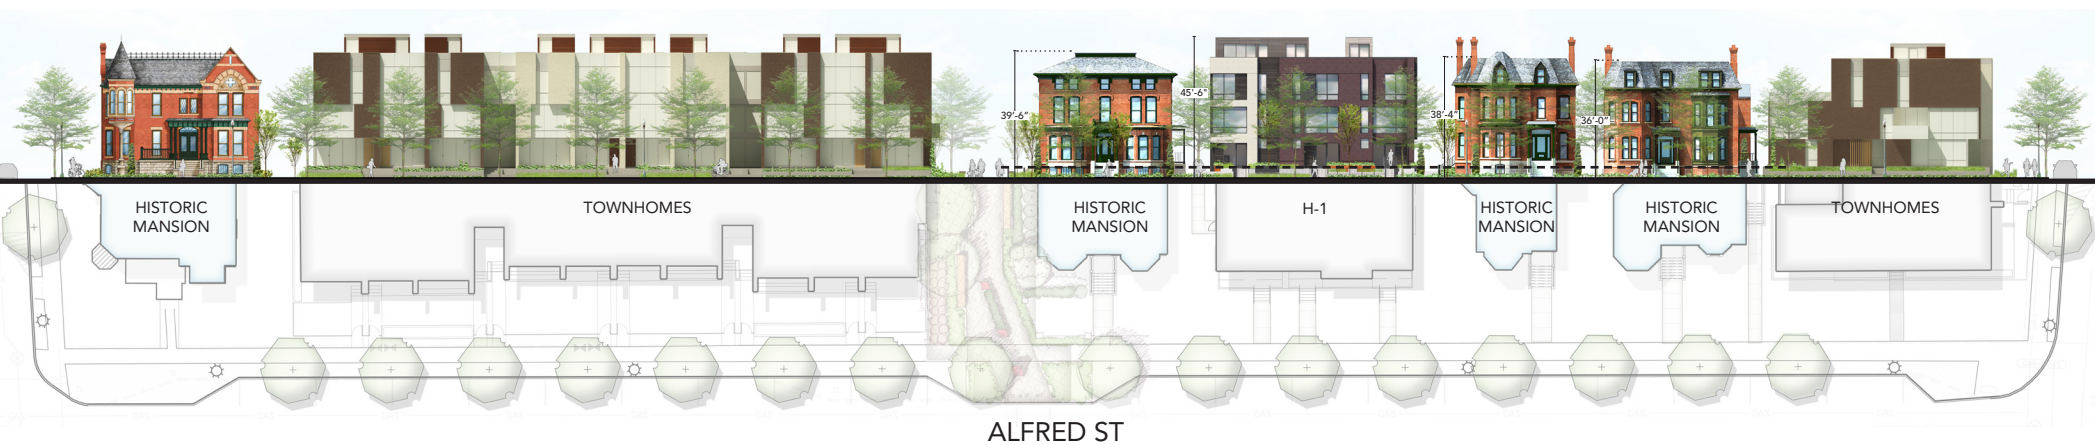 39'-6"
45'-6"
38'-4"
36'-0"
HISTORIC
MANSION
TOWNHOMES
HISTORIC
MANSION
H-1
HISTORIC
MANSION
HISTORIC
MANSION
TOWNHOMES
ALFRED ST